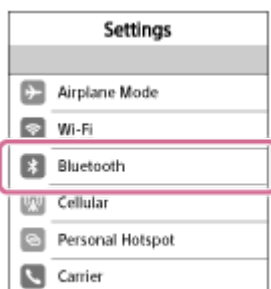 Settings
Airplane Mode
Wi-Fi
Bluetooth
Cellular
Personal Hotspot
Carrier